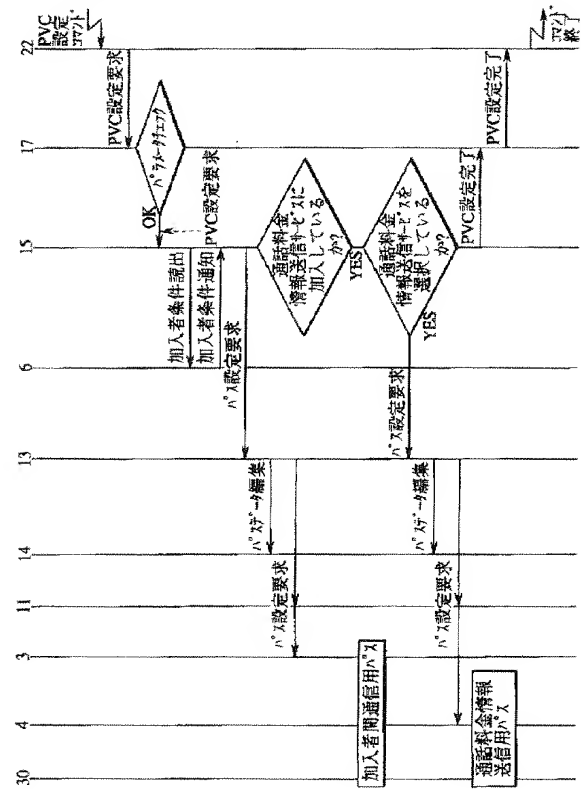 PVC
設定
コマンド
22
PVC設定要求
17
パラメータチェック
OK
PVC設定要求
15
加入者条件読出
加入者条件通知
6
パス設定要求
通話料金
情報送信サービスに
加入している
か?
YES
通話料金
情報送信サービスを
選択している
か?
YES
PVC設定完了
PVC設定完了
コマンド
終了
パス設定要求
13
パスデータ編集
パスデータ編集
14
11
パス設定要求
パス設定要求
3
加入者間通信用パス
4
通話料金情報
送信用パス
30